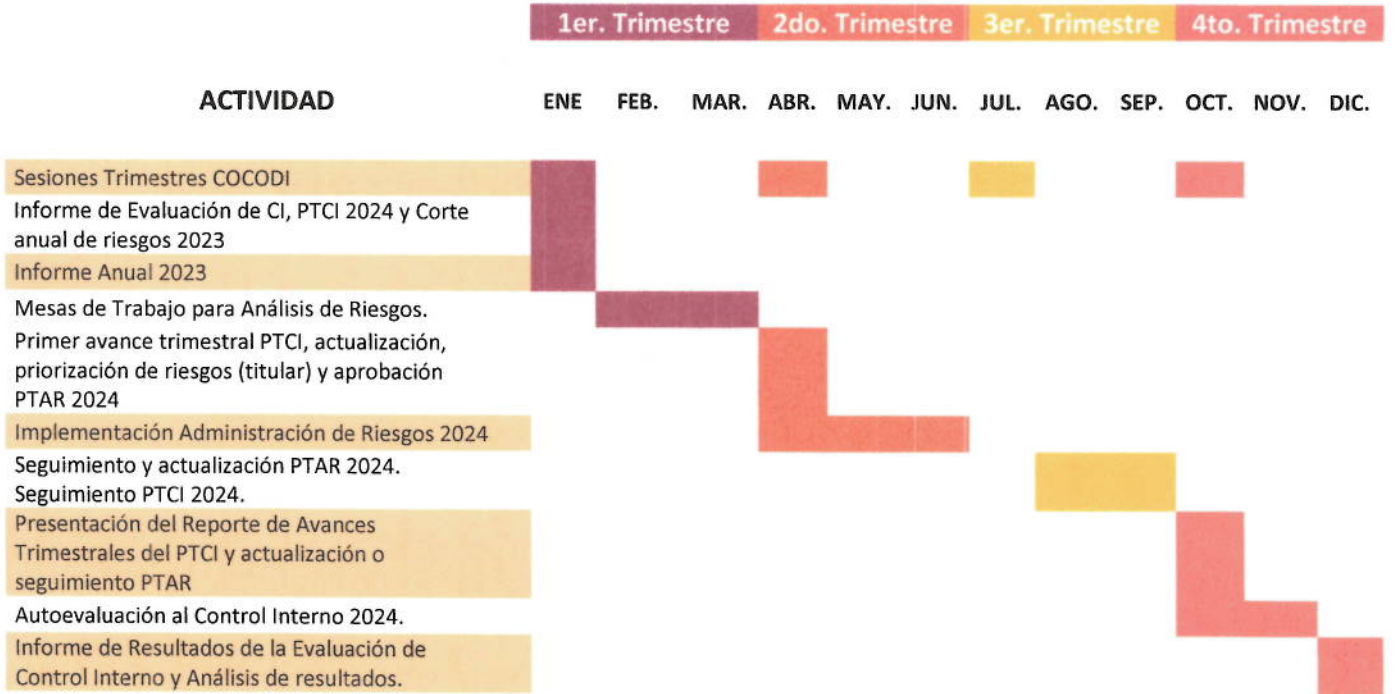 1er. Trimestre 2do. Trimestre 3er. Trimestre 4to. Trimestre
ACTIVIDAD ENE FEB. MAR. ABR. MAY. JUN. JUL. AGO. SEP. OCT. NOV. DIC.
Sesiones Trimestres COCODI
Informe de Evaluación de CI, PTCI 2024 y Corte
anual de riesgos 2023
Informe Anual 2023
Mesas de Trabajo para Análisis de Riesgos.
Primer avance trimestral PTCI, actualización,
priorización de riesgos (titular) y aprobación
PTAR 2024
Implementación Administración de Riesgos 2024
Seguimiento y actualización PTAR 2024.
Seguimiento PTCI 2024.
Presentación del Reporte de Avances
Trimestrales del PTCI y actualización o
seguimiento PTAR
Autoevaluación al Control Interno 2024.
Informe de Resultados de la Evaluación de
Control Interno y Análisis de resultados.